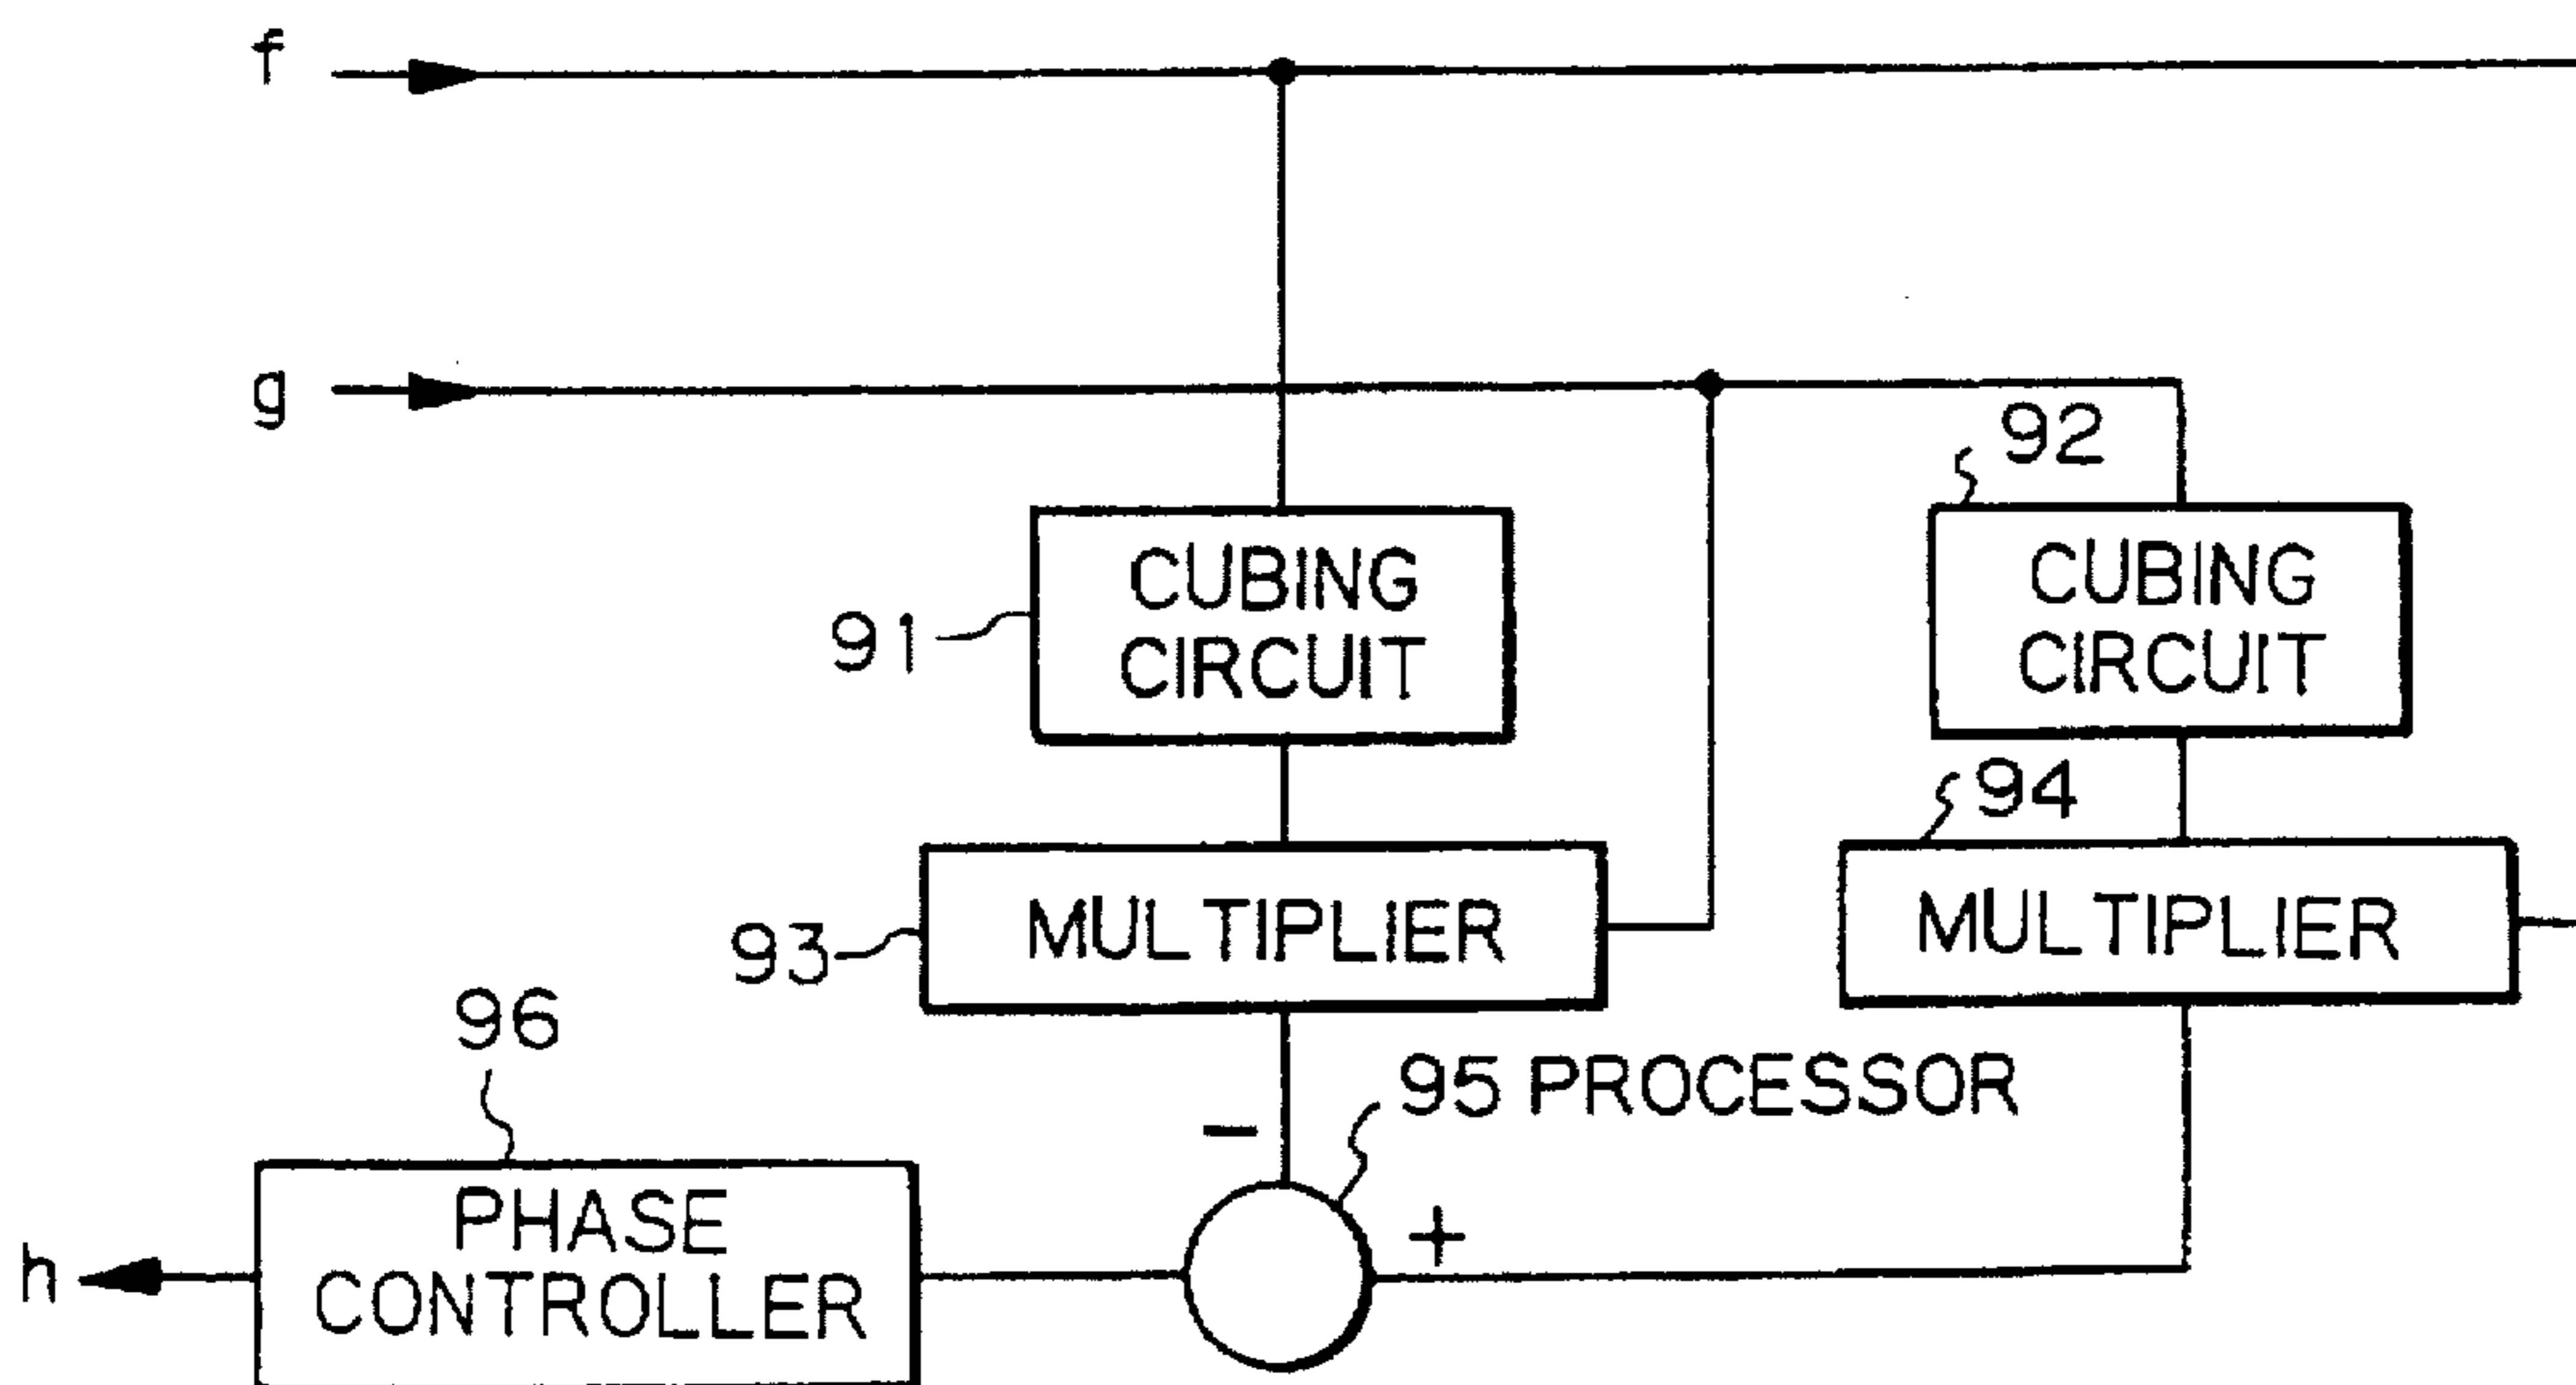 f
g
92
CUBING
CIRCUIT
CUBING
CIRCUIT
91
94
MULTIPLIER
MULTIPLIER
93
96
95 PROCESSOR
-
+
PHASE
CONTROLLER
h